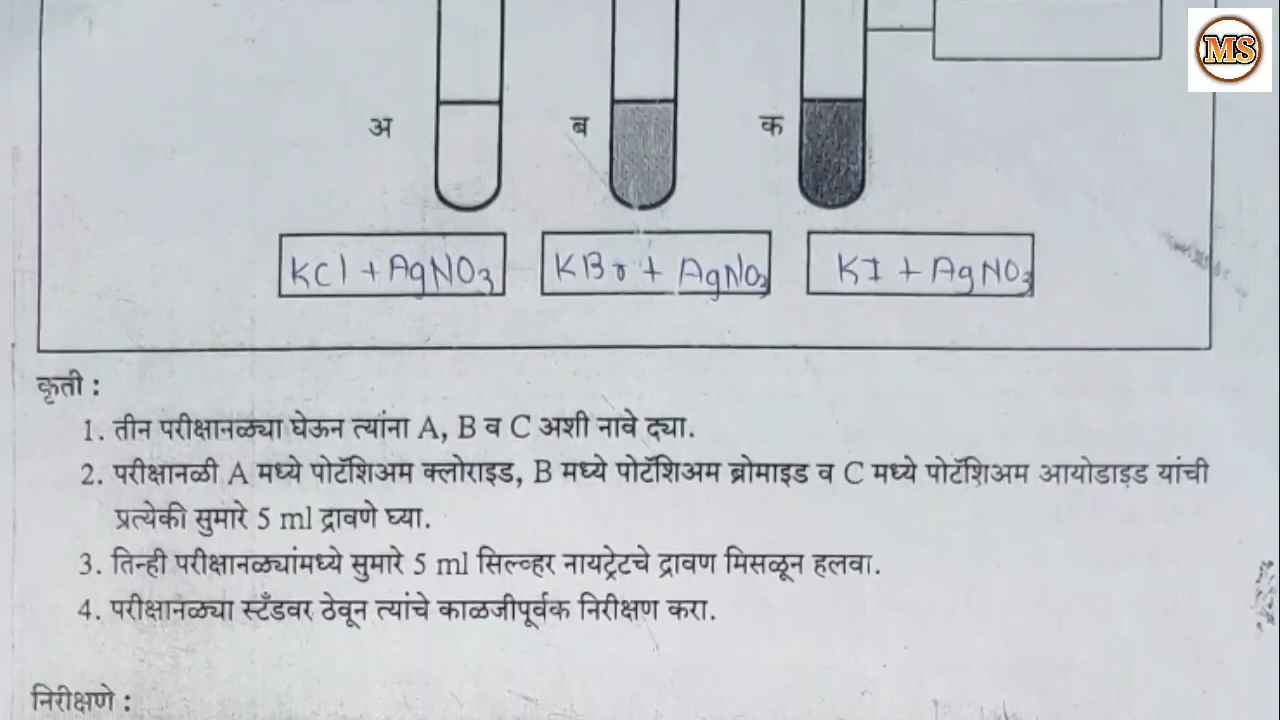 MS
अ
ब
क
KCl + AgNO3
KBr + AgNO3
KI + AgNO3
कृती :
1. तीन परीक्षानळ्या घेऊन त्यांना A, B व C अशी नावे द्या.
2. परीक्षानळी A मध्ये पोटॅशिअम क्लोराइड, B मध्ये पोटॅशिअम ब्रोमाइड व C मध्ये पोटॅशिअम आयोडाइड यांची
प्रत्येकी सुमारे 5 ml द्रावणे घ्या.
3. तिन्ही परीक्षानळ्यांमध्ये सुमारे 5 ml सिल्व्हर नायट्रेटचे द्रावण मिसळून हलवा.
4. परीक्षानळ्या स्टँडवर ठेवून त्यांचे काळजीपूर्वक निरीक्षण करा.
निरीक्षणे :